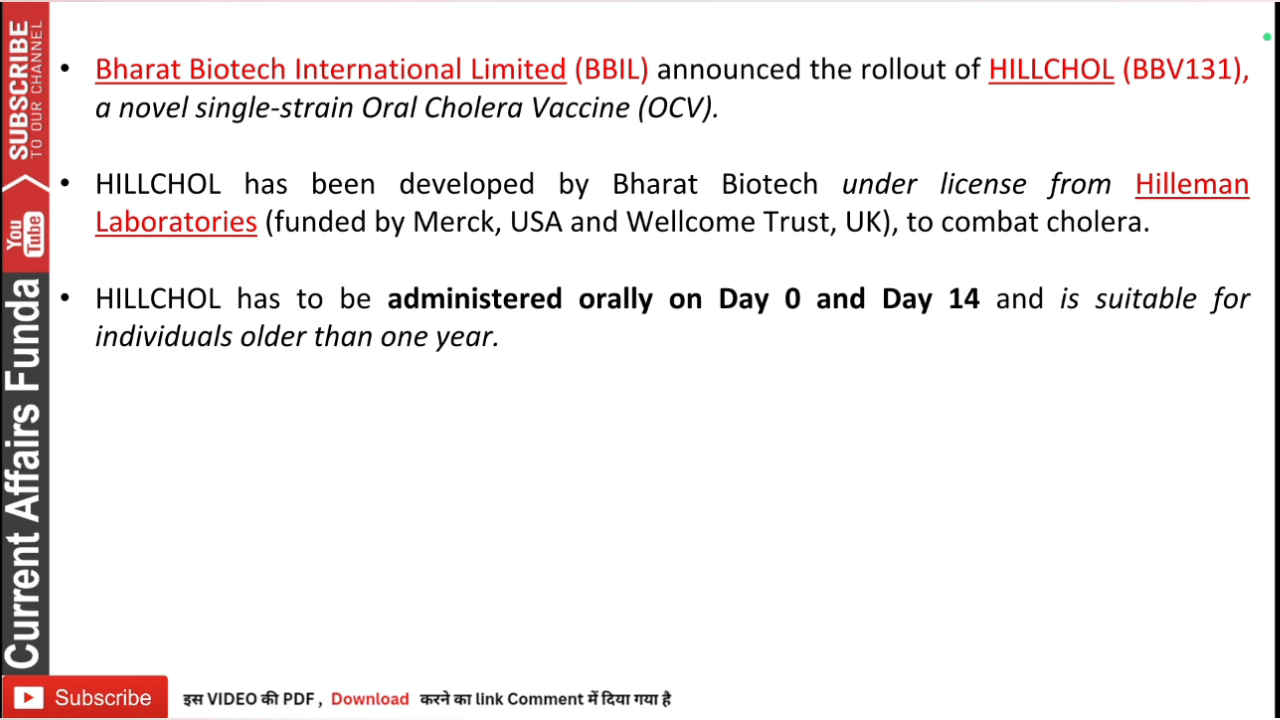 • Bharat Biotech International Limited (BBIL) announced the rollout of HILLCHOL (BBV131),
a novel single-strain Oral Cholera Vaccine (OCV).
• HILLCHOL has been developed by Bharat Biotech under license from Hilleman
Laboratories (funded by Merck, USA and Wellcome Trust, UK), to combat cholera.
• HILLCHOL has to be administered orally on Day 0 and Day 14 and is suitable for
individuals older than one year.
SUBSCRIBE
TO OUR CHANNEL
You Tube
Current Affairs Funda
Subscribe
इस VIDEO की PDF , Download करने का link Comment में दिया गया है